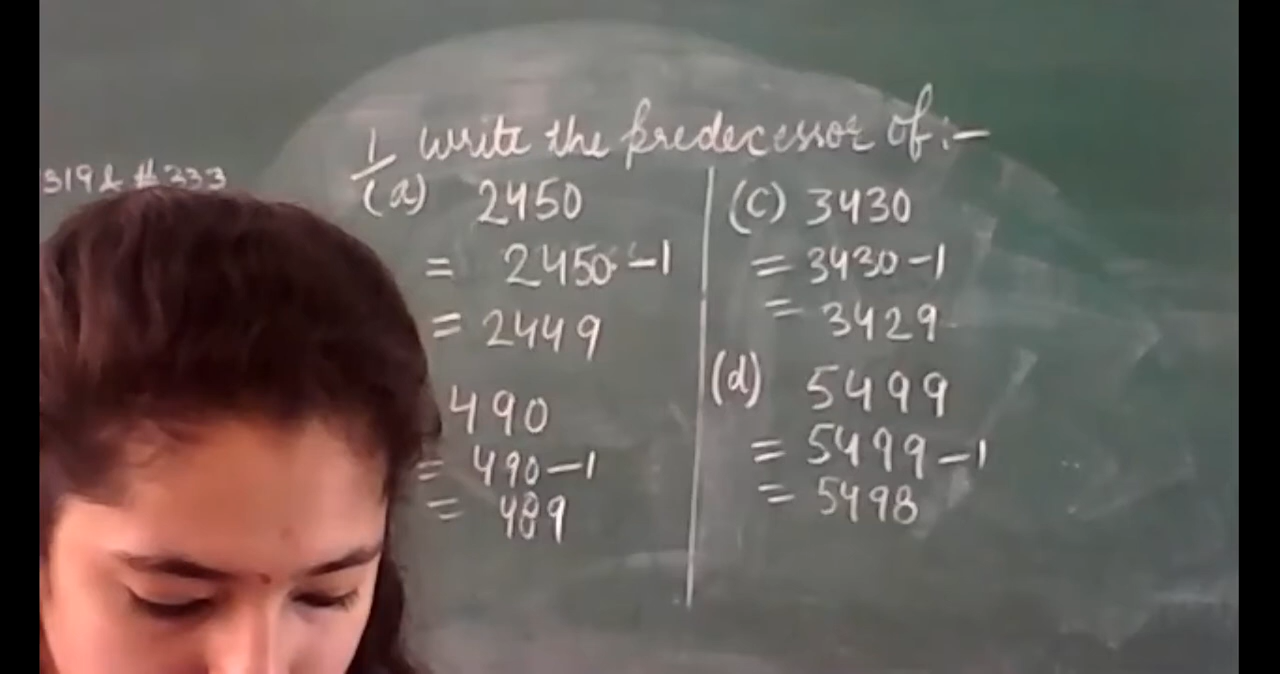 319 & #333
1/ Write the predecessor of :-
(a) 2450
= 2450 -1
= 2449
490
= 490-1
= 489
(c) 3430
= 3430-1
= 3429
(d) 5499
= 5499-1
= 5498